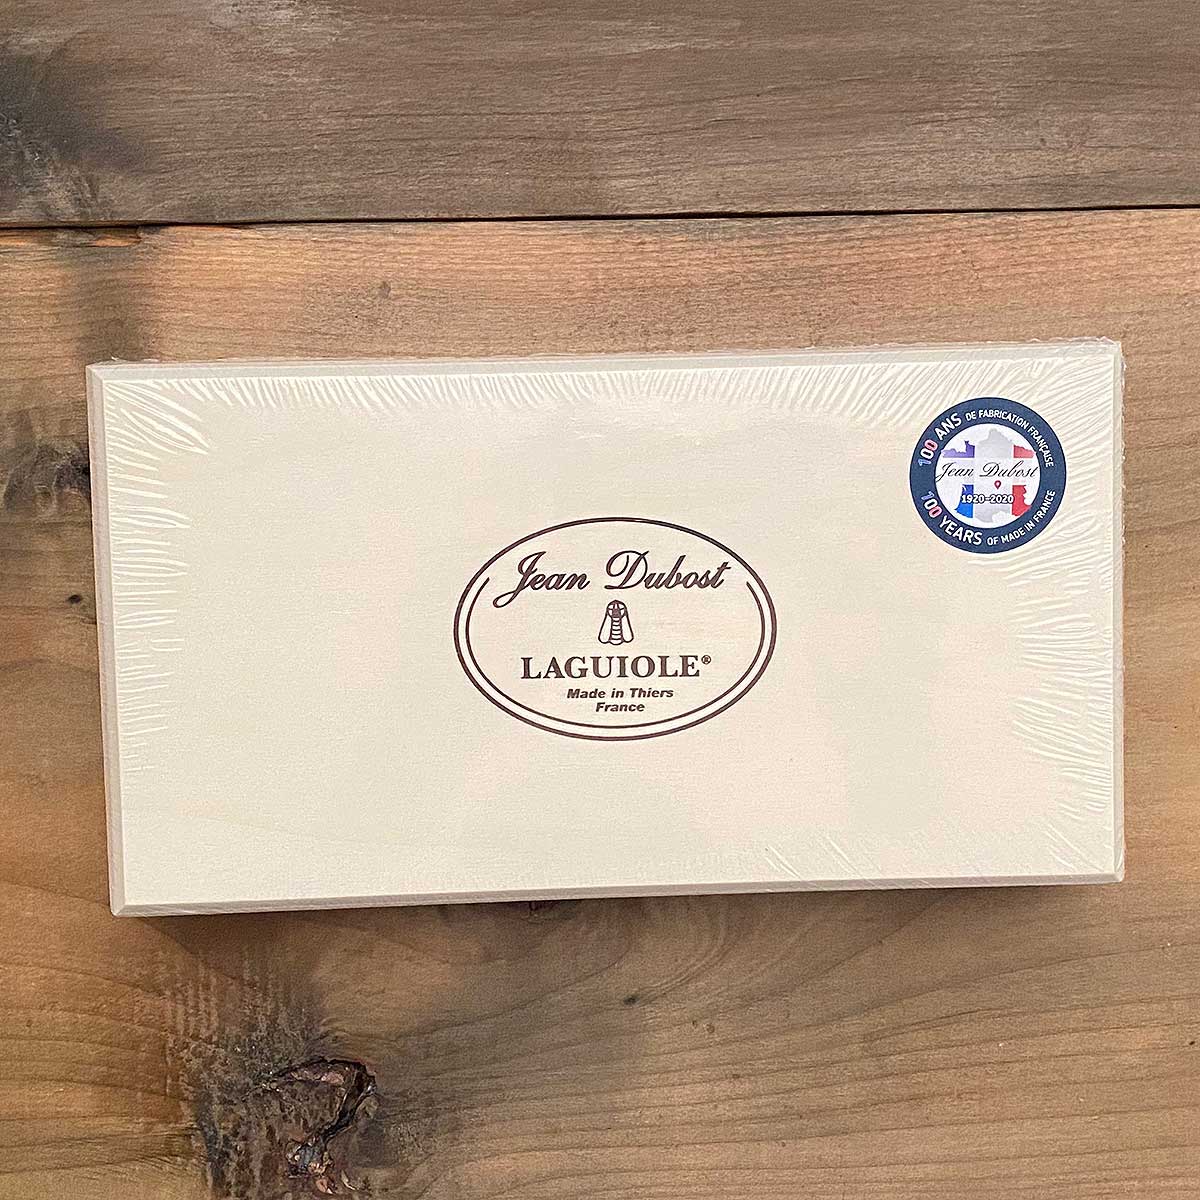 Jean Dubost
LAGUIOLE®
Made in Thiers
France
100 ANS DE FABRICATION FRANÇAISE
Jean Dubost
1920-2020
100 YEARS OF MADE IN FRANCE